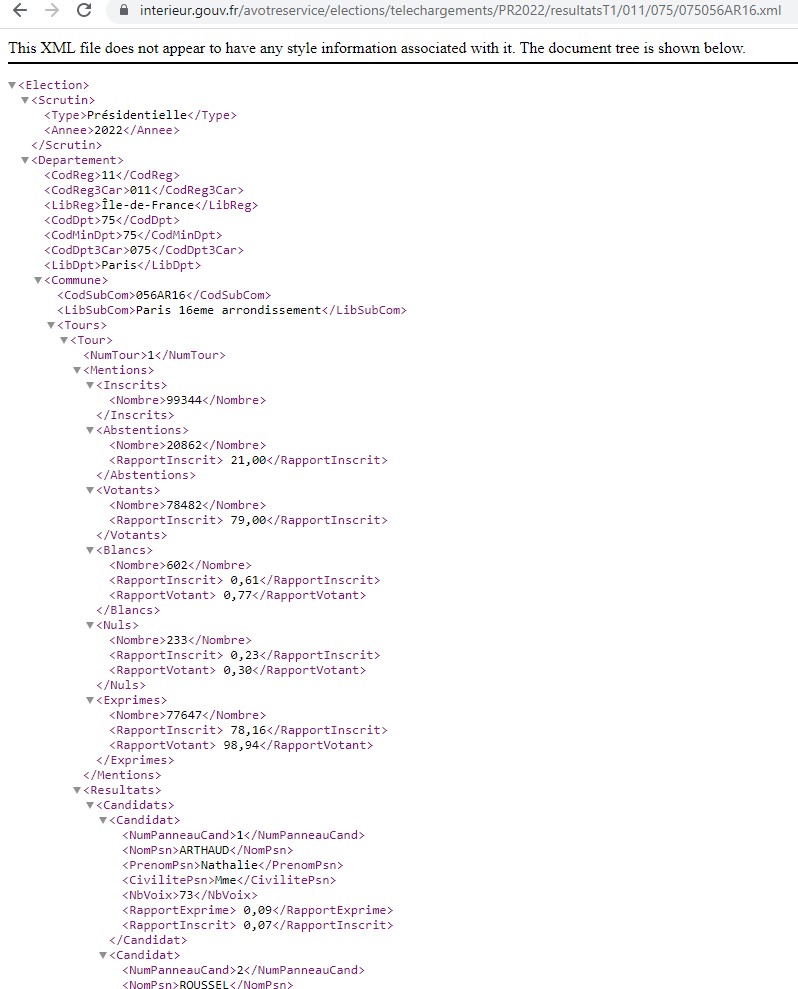 interieur.gouv.fr/avotreservice/elections/telechargements/PR2022/resultatsT1/011/075/075056AR16.xml
This XML file does not appear to have any style information associated with it. The document tree is shown below.
▼<Election>
▼<Scrutin>
<Type>Présidentielle</Type>
<Annee>2022</Annee>
</Scrutin>
▼<Departement>
<CodReg>11</CodReg>
<CodReg3Car>011</CodReg3Car>
<LibReg>Île-de-France</LibReg>
<CodDpt>75</CodDpt>
<CodMinDpt>75</CodMinDpt>
<CodDpt3Car>075</CodDpt3Car>
<LibDpt>Paris</LibDpt>
▼<Commune>
<CodSubCom>056AR16</CodSubCom>
<LibSubCom>Paris 16eme arrondissement</LibSubCom>
▼<Tours>
▼<Tour>
<NumTour>1</NumTour>
▼<Mentions>
▼<Inscrits>
<Nombre>99344</Nombre>
</Inscrits>
▼<Abstentions>
<Nombre>20862</Nombre>
<RapportInscrit> 21,00</RapportInscrit>
</Abstentions>
▼<Votants>
<Nombre>78482</Nombre>
<RapportInscrit> 79,00</RapportInscrit>
</Votants>
▼<Blancs>
<Nombre>602</Nombre>
<RapportInscrit> 0,61</RapportInscrit>
<RapportVotant> 0,77</RapportVotant>
</Blancs>
▼<Nuls>
<Nombre>233</Nombre>
<RapportInscrit> 0,23</RapportInscrit>
<RapportVotant> 0,30</RapportVotant>
</Nuls>
▼<Exprimes>
<Nombre>77647</Nombre>
<RapportInscrit> 78,16</RapportInscrit>
<RapportVotant> 98,94</RapportVotant>
</Exprimes>
</Mentions>
▼<Resultats>
▼<Candidats>
▼<Candidat>
<NumPanneauCand>1</NumPanneauCand>
<NomPsn>ARTHAUD</NomPsn>
<PrenomPsn>Nathalie</PrenomPsn>
<CivilitePsn>Mme</CivilitePsn>
<NbVoix>73</NbVoix>
<RapportExprime> 0,09</RapportExprime>
<RapportInscrit> 0,07</RapportInscrit>
</Candidat>
▼<Candidat>
<NumPanneauCand>2</NumPanneauCand>
<NomPsn>ROUSSEL</NomPsn>